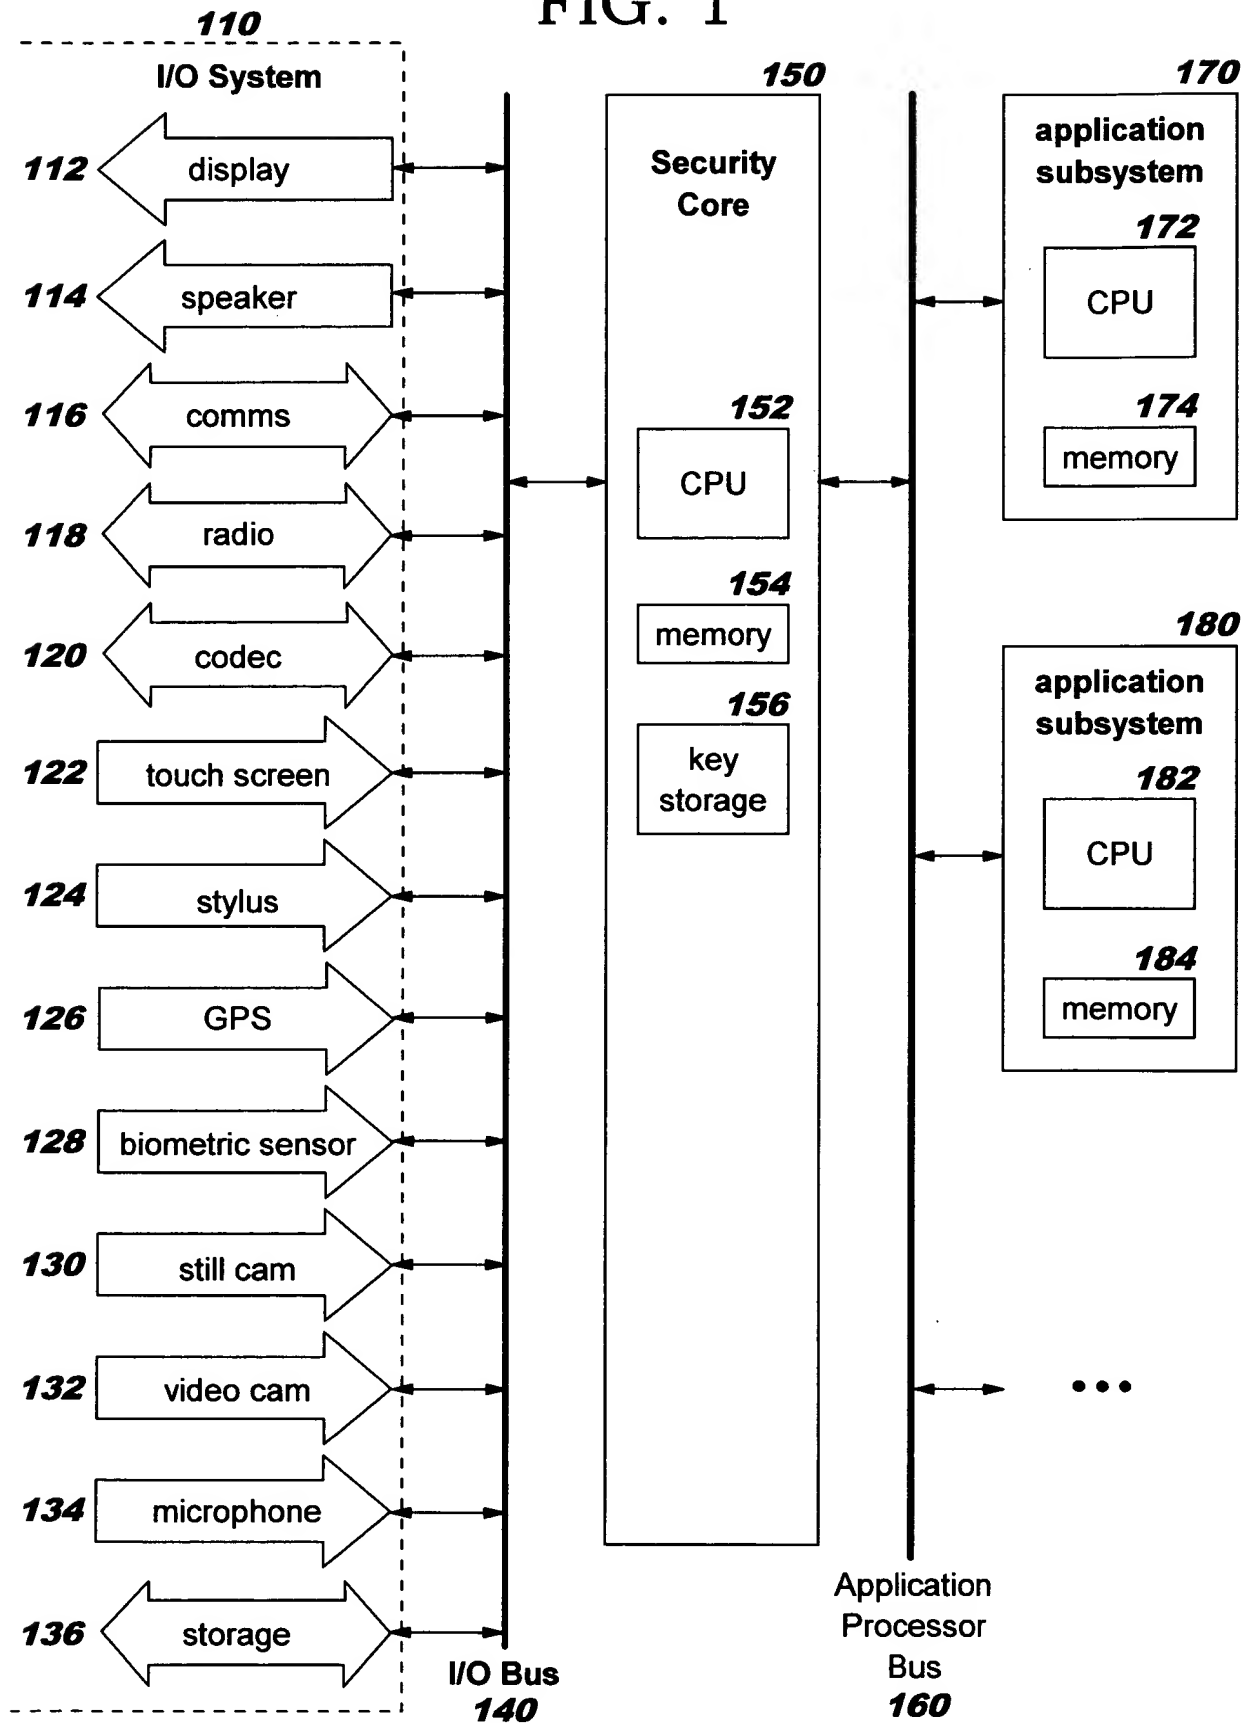 FIG. 1
110
I/O System
112
display
114
speaker
116
comms
118
radio
120
codec
122
touch screen
124
stylus
126
GPS
128
biometric sensor
130
still cam
132
video cam
134
microphone
136
storage
I/O Bus
140
150
Security
Core
152
CPU
154
memory
156
key
storage
Application
Processor
Bus
160
170
application
subsystem
172
CPU
174
memory
180
application
subsystem
182
CPU
184
memory
•••